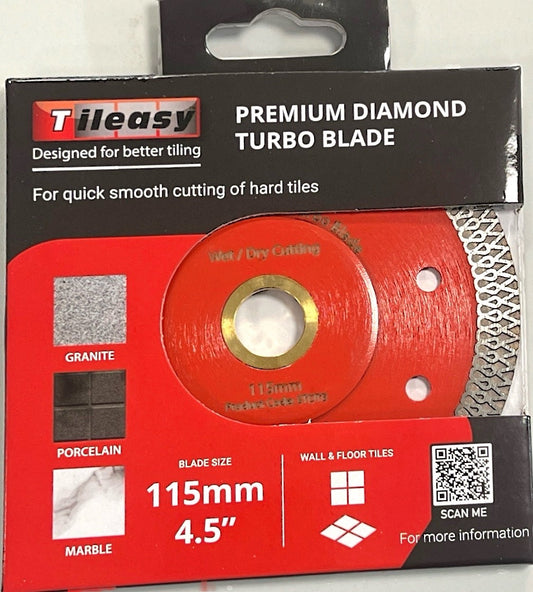 Tileasy
Designed for better tiling
PREMIUM DIAMOND
TURBO BLADE
For quick smooth cutting of hard tiles
Wet / Dry Cutting
115mm
GRANITE
PORCELAIN
MARBLE
BLADE SIZE
115mm
4.5”
WALL & FLOOR TILES
SCAN ME
For more information